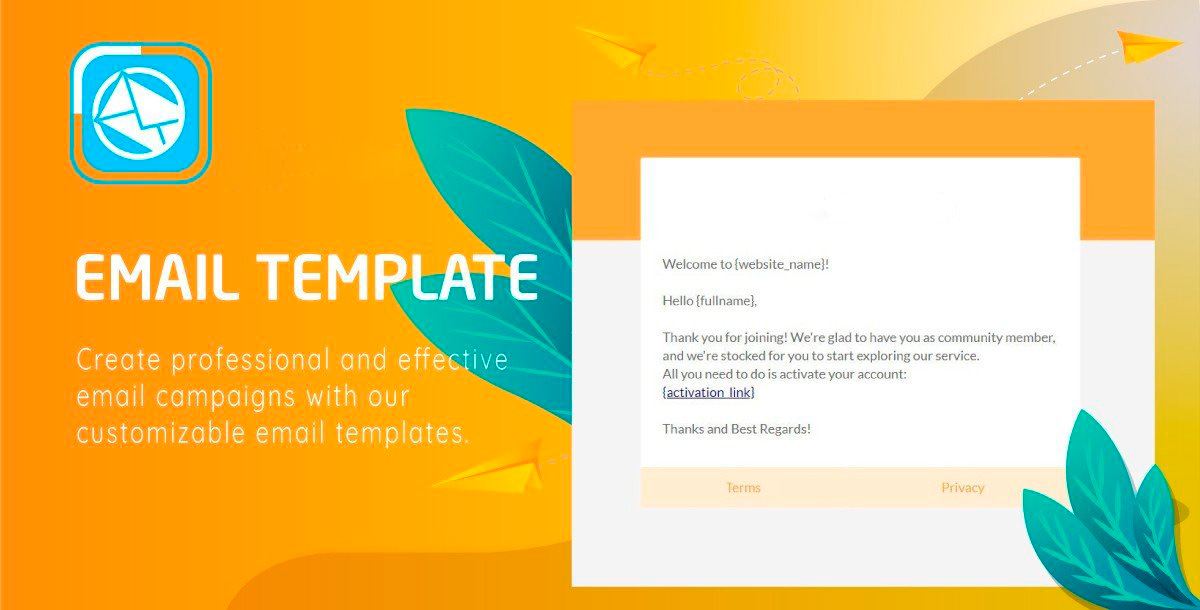 EMAIL TEMPLATE
Create professional and effective
email campaigns with our
customizable email templates.
Welcome to {website_name}!
Hello {fullname},
Thank you for joining! We're glad to have you as community member,
and we're stocked for you to start exploring our service.
All you need to do is activate your account:
{activation_link}
Thanks and Best Regards!
Terms
Privacy